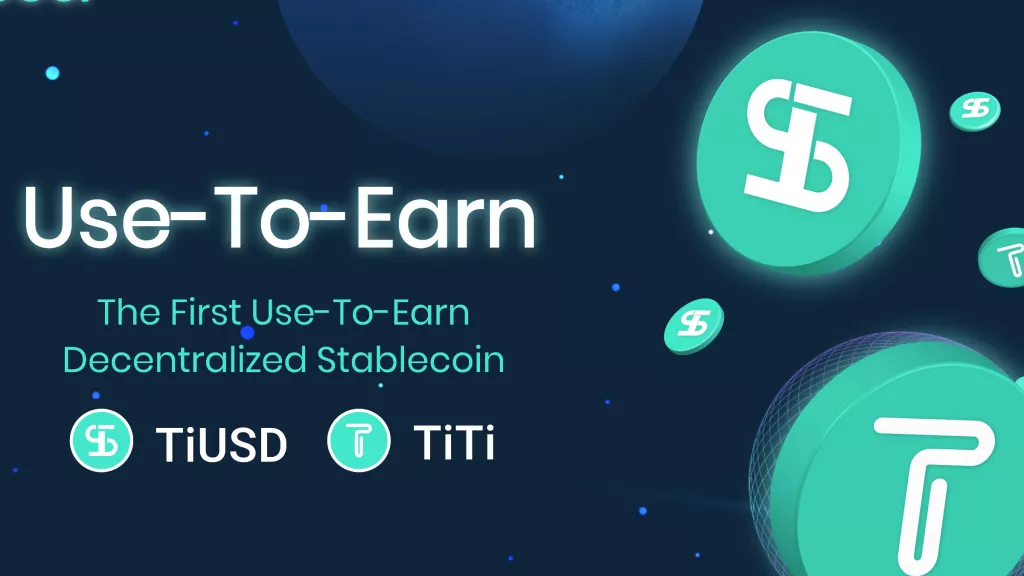 Use-To-Earn
The First Use-To-Earn
Decentralized Stablecoin
TiUSD TiTi